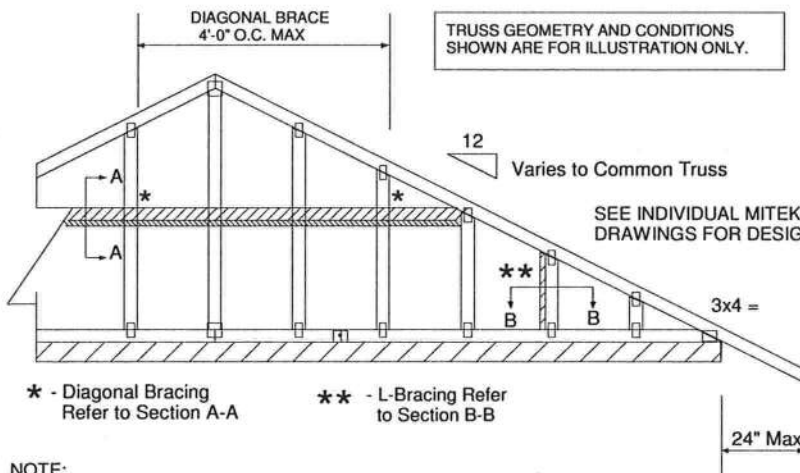 DIAGONAL BRACE
4'-0" O.C. MAX
TRUSS GEOMETRY AND CONDITIONS
SHOWN ARE FOR ILLUSTRATION ONLY.
12
Varies to Common Truss
A
*
*
A
SEE INDIVIDUAL MITEK
DRAWINGS FOR DESIG
**
B
B
3x4 =
* - Diagonal Bracing
Refer to Section A-A
** - L-Bracing Refer
to Section B-B
24" Max
NOTE: